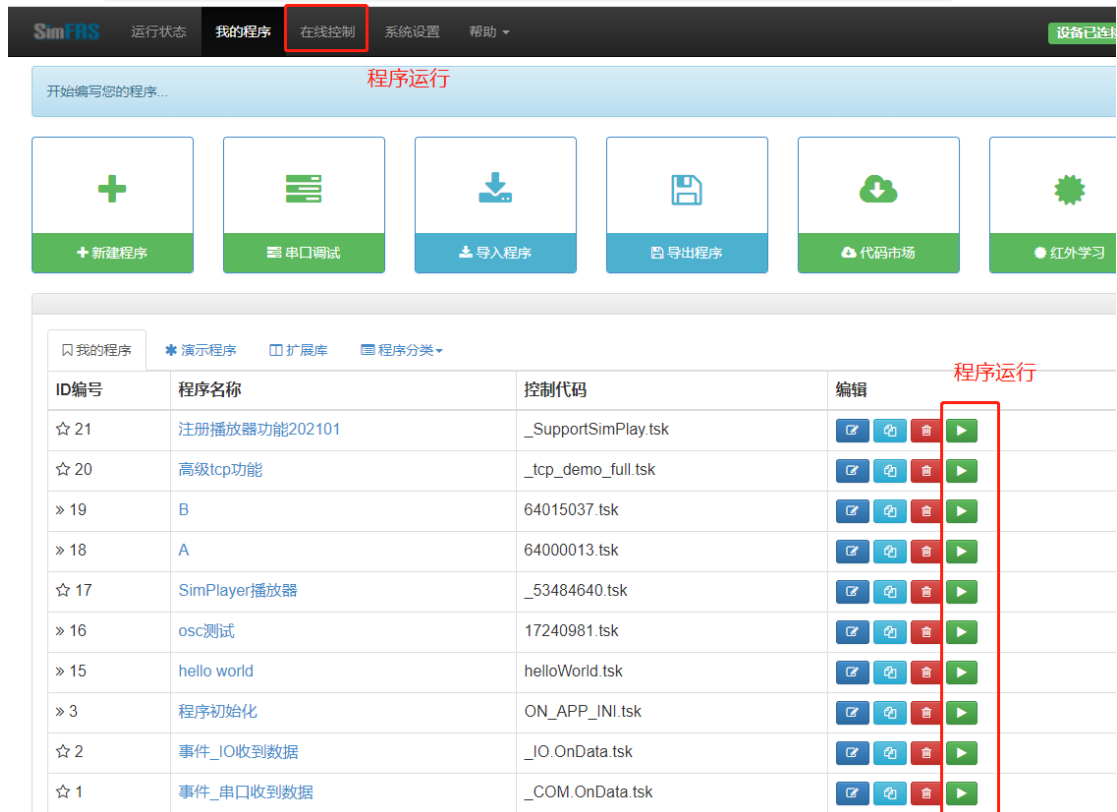 SimFAS 运行状态 我的程序 在线控制 系统设置 帮助 设备已连接
程序运行
开始编写您的程序...
新建程序 串口调试 导入程序 导出程序 代码市场 红外学习
我的程序 演示程序 扩展库 程序分类
程序运行
ID编号 程序名称 控制代码 编辑
21 注册播放器功能202101 _SupportSimPlay.tsk
20 高级tcp功能 _tcp_demo_full.tsk
» 19 B 64015037.tsk
» 18 A 64000013.tsk
17 SimPlayer播放器 _53484640.tsk
» 16 osc测试 17240981.tsk
» 15 hello world helloWorld.tsk
» 3 程序初始化 ON_APP_INI.tsk
2 事件_IO收到数据 _IO.OnData.tsk
1 事件_串口收到数据 _COM.OnData.tsk